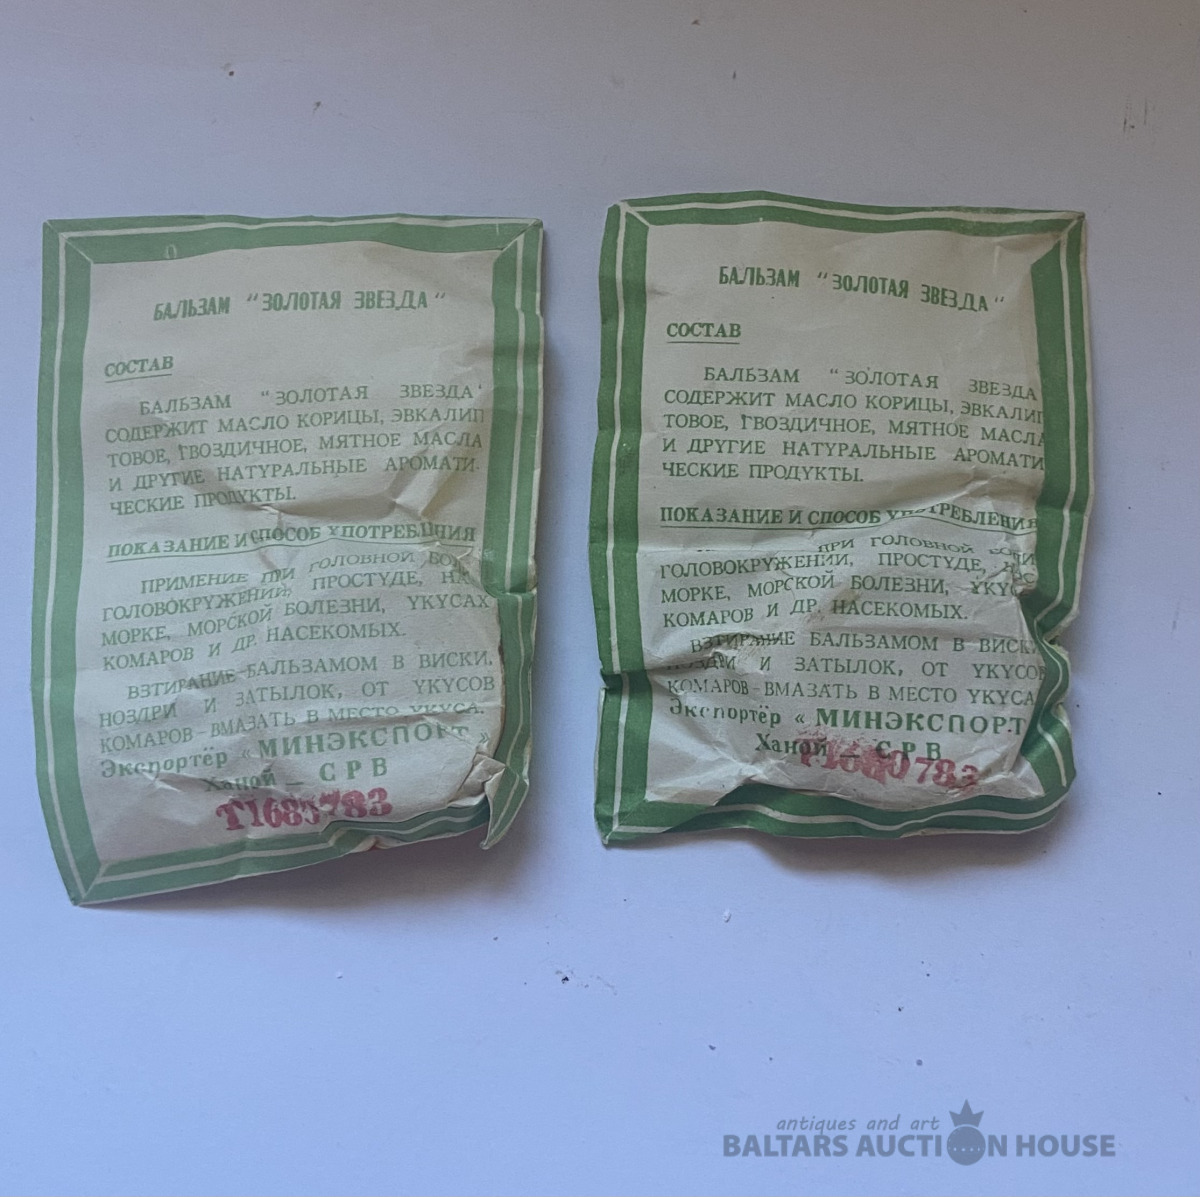 БАЛЬЗАМ "ЗОЛОТАЯ ЗВЕЗДА"
СОСТАВ
БАЛЬЗАМ "ЗОЛОТАЯ ЗВЕЗДА"
СОДЕРЖИТ МАСЛО КОРИЦЫ, ЭВКАЛИП
ТОВОЕ, ГВОЗДИЧНОЕ, МЯТНОЕ МАСЛА
И ДРУГИЕ НАТУРАЛЬНЫЕ АРОМАТИ-
ЧЕСКИЕ ПРОДУКТЫ.
ПОКАЗАНИЕ И СПОСОБ УПОТРЕБЛЕНИЯ
ПРИМЕНИЕ ПРИ ГОЛОВНОЙ
ГОЛОВОКРУЖЕНИИ, ПРОСТУДЕ, НА
МОРКЕ, МОРСКОЙ БОЛЕЗНИ, УКУСАХ
КОМАРОВ И ДР. НАСЕКОМЫХ.
ВЗТИРАНИЕ БАЛЬЗАМОМ В ВИСКИ,
НОЗДРИ И ЗАТЫЛОК, ОТ УКУСОВ
КОМАРОВ-ВМАЗАТЬ В МЕСТО УКУСА.
Экспортёр «МИНЭКСПОРТ»
Ханой — СРВ
БАЛЬЗАМ "ЗОЛОТАЯ ЗВЕЗДА"
СОСТАВ
БАЛЬЗАМ "ЗОЛОТАЯ ЗВЕЗДА
СОДЕРЖИТ МАСЛО КОРИЦЫ, ЭВКАЛИП
ТОВОЕ, ГВОЗДИЧНОЕ, МЯТНОЕ МАСЛА
И ДРУГИЕ НАТУРАЛЬНЫЕ АРОМАТИ
ЧЕСКИЕ ПРОДУКТЫ.
ПОКАЗАНИЕ И СПОСОБ УПОТРЕБЛЕНИЯ
ПРИ ГОЛОВНОЙ
ГОЛОВОКРУЖЕНИИ, ПРОСТУДЕ,
МОРКЕ, МОРСКОЙ БОЛЕЗНИ,
КОМАРОВ И ДР. НАСЕКОМЫХ.
ВЗТИРАНИЕ БАЛЬЗАМОМ В
НОЗДРИ И ЗАТЫЛОК, ОТ УКУСОВ
КОМАРОВ-ВМАЗАТЬ В МЕСТО УКУСА
Экспортёр «МИНЭКСПОРТ
Ханой — СРВ
antiques and art
BALTARS AUCTION HOUSE